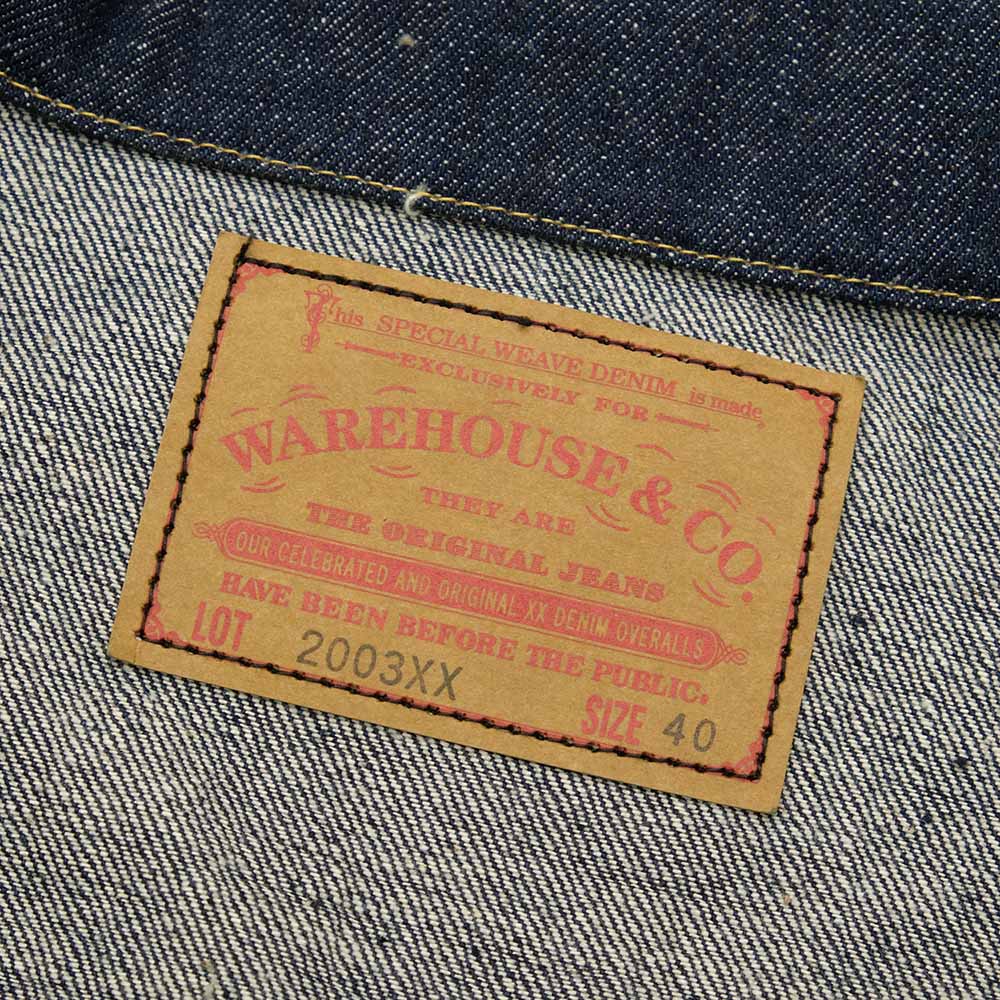 This SPECIAL WEAVE DENIM is made
EXCLUSIVELY FOR
WAREHOUSE & CO.
THEY ARE
THE ORIGINAL JEANS
OUR CELEBRATED AND ORIGINAL XX DENIM OVERALLS
HAVE BEEN BEFORE THE PUBLIC.
LOT 2003XX
SIZE 40